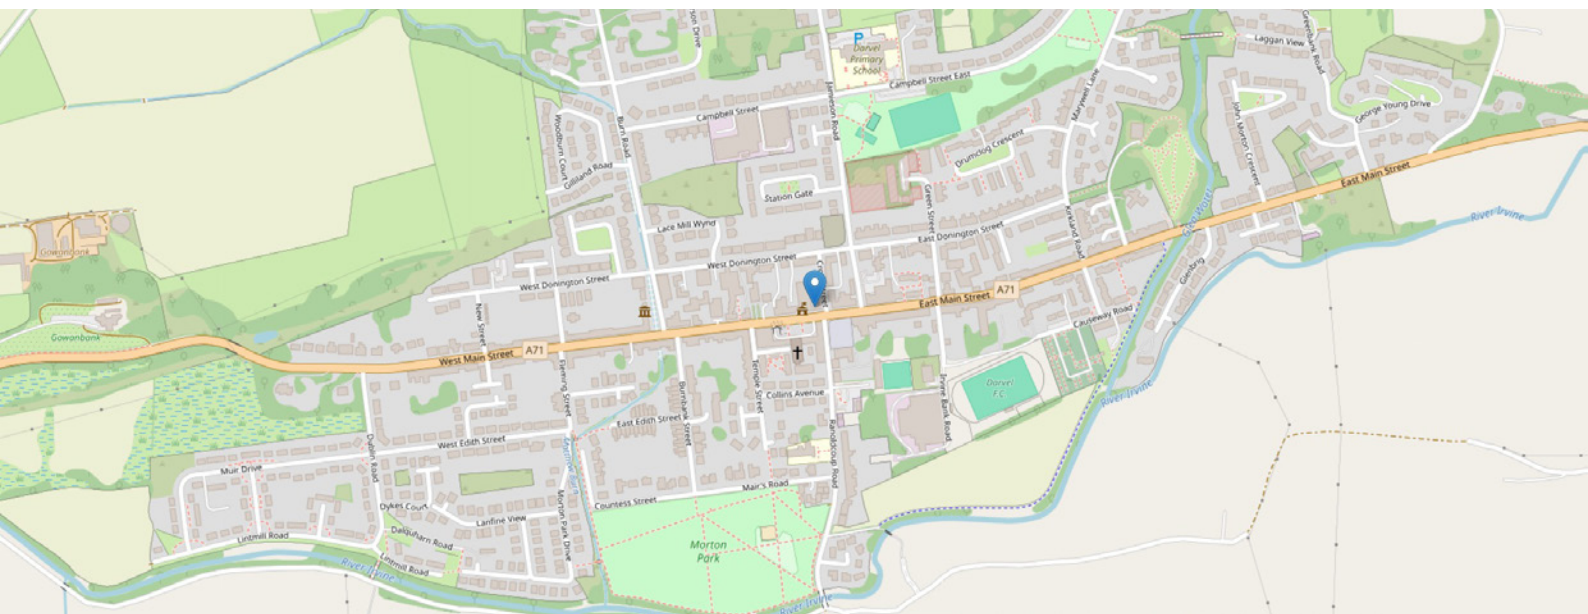 Greenbank Road
Laggan View
P
Darvel
Primary
School
Campbell Street East
Jamieson Road
Marywell Lane
George Young Drive
Campbell Street
Burn Road
Woodburn Court
Gilliland Road
Drumclog Crescent
John Morton Crescent
East Main Street
Station Gate
Green Street
Kirkland Road
Glen Water
River Irvine
Lace Mill Wynd
East Donington Street
West Donington Street
West Donington Street
Gowanbank
Glenbrig
A71
East Main Street
New Street
Causeway Road
Gowanbank
West Main Street
A71
Fleming Street
Temple Street
Burnbank Street
Collins Avenue
Irvine Bank Road
Darvel
F.C.
River Irvine
East Edith Street
Ranoldcoup Road
West Edith Street
Dublin Road
Muir Drive
Mair's Road
Countess Street
Dykes Court
Lanfine View
Morton Park Drive
Dalquharn Road
Lintmill Road
Lintmill Road
Morton
Park
River Irvine
River Irvine